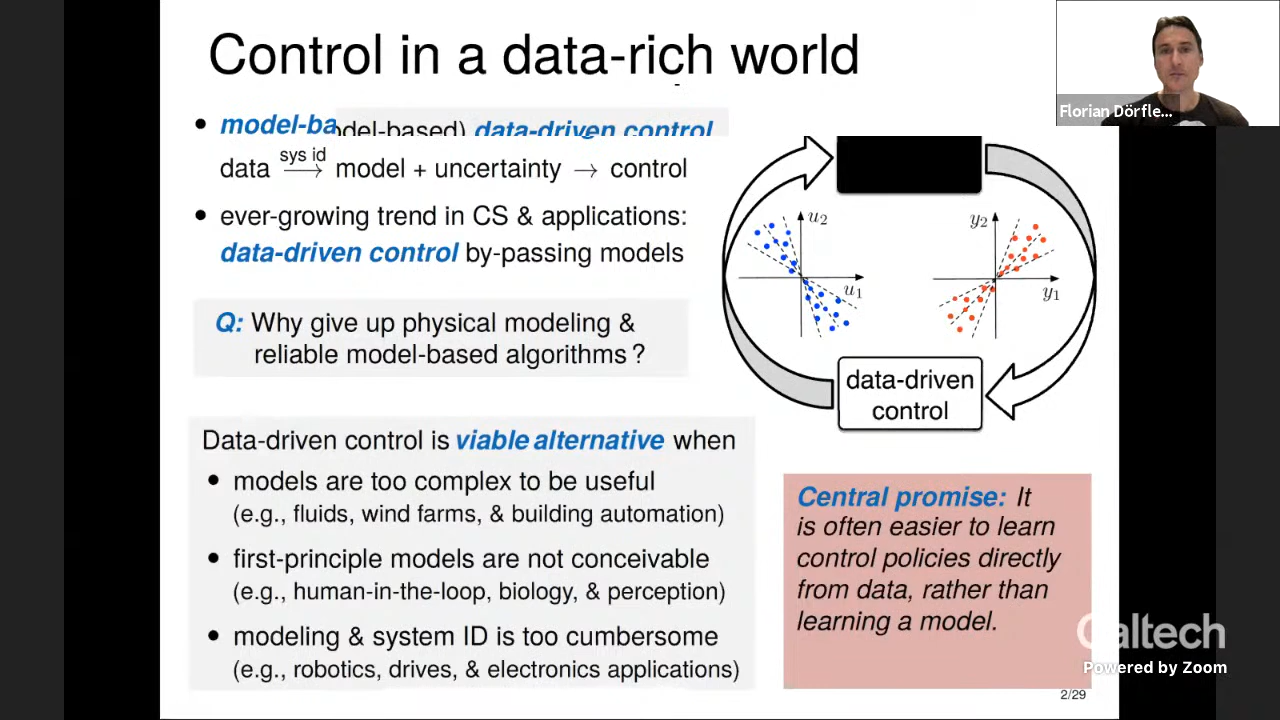 Control in a data-rich world
Florian Dörfle...
• model-ba
odel-based) data-driven control
data sys id → model + uncertainty → control
• ever-growing trend in CS & applications:
data-driven control by-passing models
Q: Why give up physical modeling &
reliable model-based algorithms ?
u2
u1
y2
y1
data-driven
control
Data-driven control is viable alternative when
• models are too complex to be useful
(e.g., fluids, wind farms, & building automation)
• first-principle models are not conceivable
(e.g., human-in-the-loop, biology, & perception)
• modeling & system ID is too cumbersome
(e.g., robotics, drives, & electronics applications)
Central promise: It
is often easier to learn
control policies directly
from data, rather than
learning a model.
Caltech
Powered by Zoom
2/29